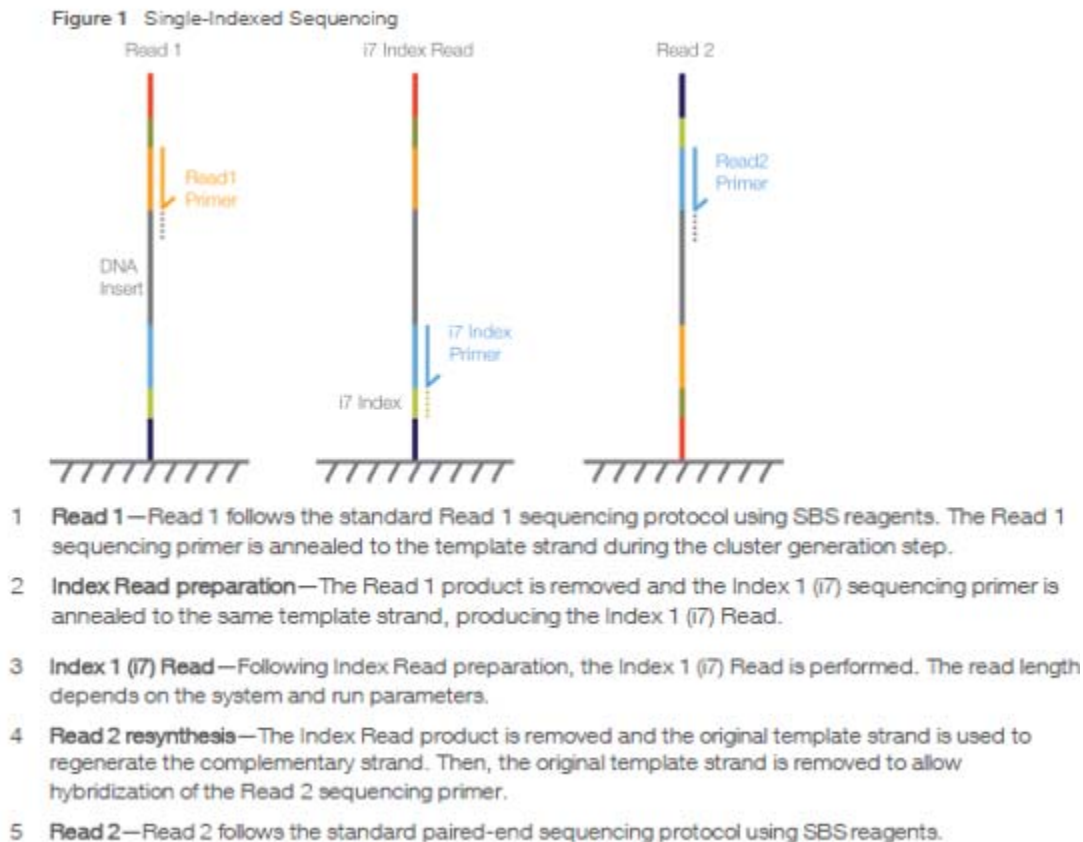 Figure 1 Single-Indexed Sequencing
Read 1
i7 Index Read
Read 2
Read1
Primer
Read2
Primer
DNA
Insert
i7 Index
Primer
i7 Index
1 Read 1—Read 1 follows the standard Read 1 sequencing protocol using SBS reagents. The Read 1
sequencing primer is annealed to the template strand during the cluster generation step.
2 Index Read preparation—The Read 1 product is removed and the Index 1 (i7) sequencing primer is
annealed to the same template strand, producing the Index 1 (i7) Read.
3 Index 1 (i7) Read—Following Index Read preparation, the Index 1 (i7) Read is performed. The read length
depends on the system and run parameters.
4 Read 2 resynthesis—The Index Read product is removed and the original template strand is used to
regenerate the complementary strand. Then, the original template strand is removed to allow
hybridization of the Read 2 sequencing primer.
5 Read 2—Read 2 follows the standard paired-end sequencing protocol using SBS reagents.